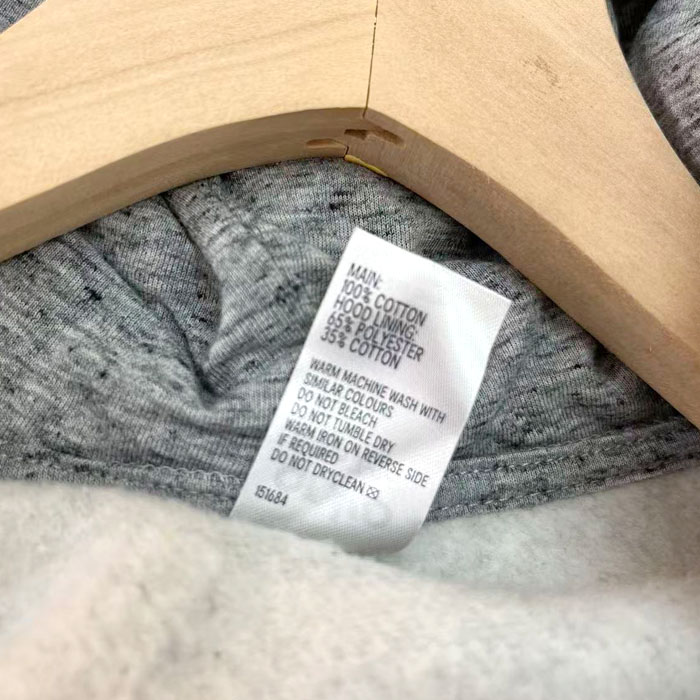 MAIN:
100% COTTON
HOOD LINING:
65% POLYESTER
35% COTTON
WARM MACHINE WASH WITH
SIMILAR COLOURS
DO NOT BLEACH
DO NOT TUMBLE DRY
WARM IRON ON REVERSE SIDE
IF REQUIRED
DO NOT DRYCLEAN
151684